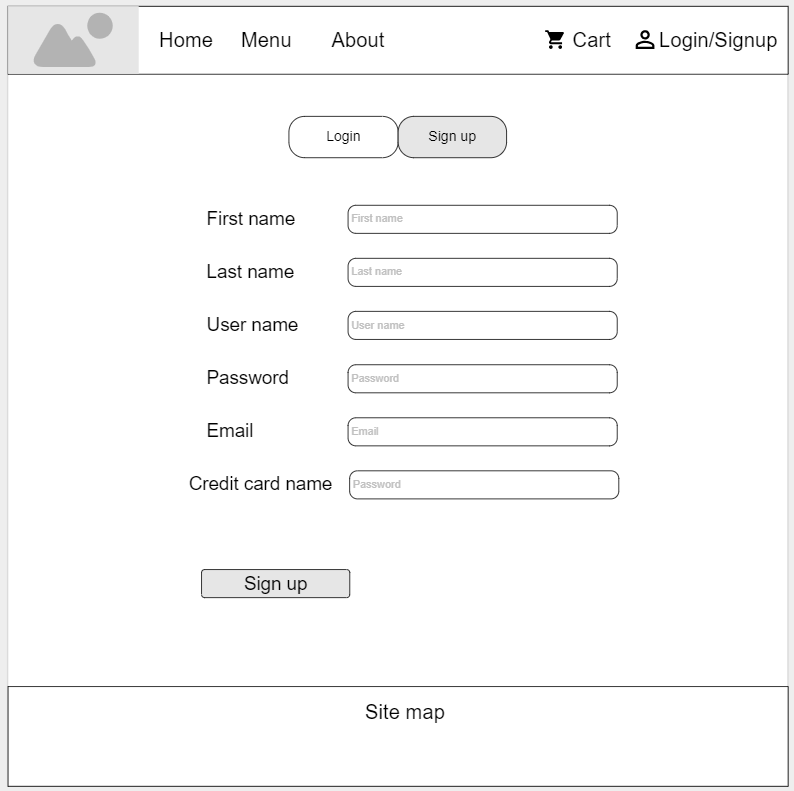 Home Menu About Cart Login/Signup
Login Sign up
First name First name
Last name Last name
User name User name
Password Password
Email Email
Credit card name Password
Sign up
Site map